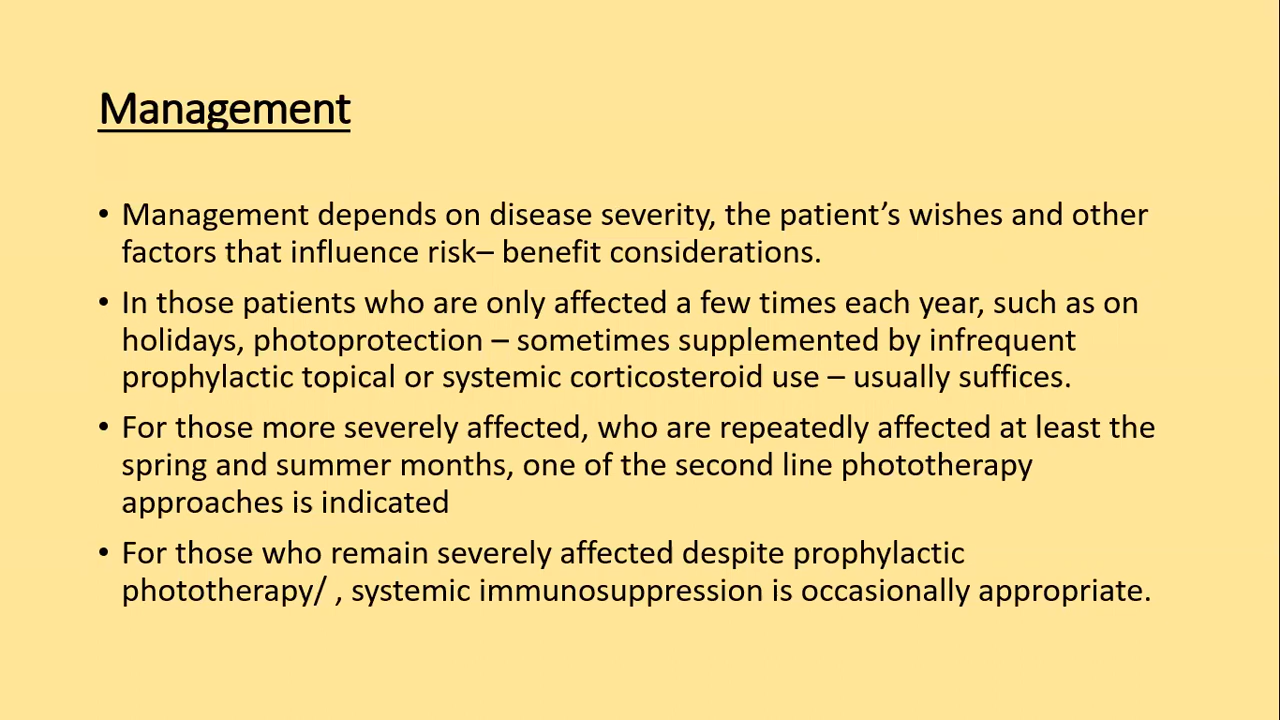 Management
• Management depends on disease severity, the patient’s wishes and other
factors that influence risk– benefit considerations.
• In those patients who are only affected a few times each year, such as on
holidays, photoprotection – sometimes supplemented by infrequent
prophylactic topical or systemic corticosteroid use – usually suffices.
• For those more severely affected, who are repeatedly affected at least the
spring and summer months, one of the second line phototherapy
approaches is indicated
• For those who remain severely affected despite prophylactic
phototherapy/ , systemic immunosuppression is occasionally appropriate.